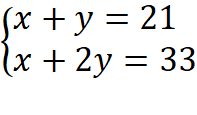 x + y = 21
x + 2y = 33